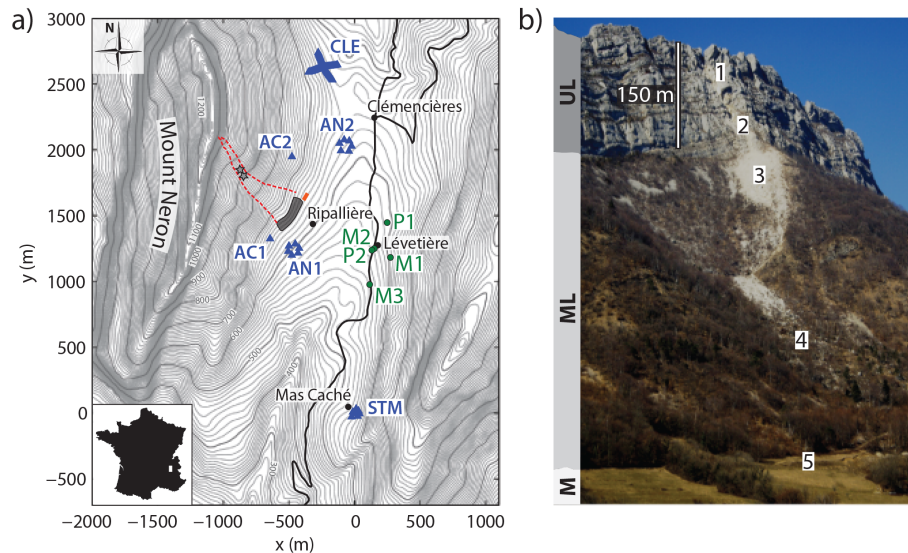 a)
N
3000
2500
2000
1500
1000
500
0
−500
y (m)
−2000
−1500
−1000
−500
0
500
1000
x (m)
CLE
Clémencières
AN2
AC2
Mount Neron
1200
1100
1000
900
800
700
600
500
400
300
Ripallière
P1
M2
Lévetière
P2
M1
AC1
AN1
M3
Mas Caché
STM
b)
UL
ML
M
150 m
1
2
3
4
5